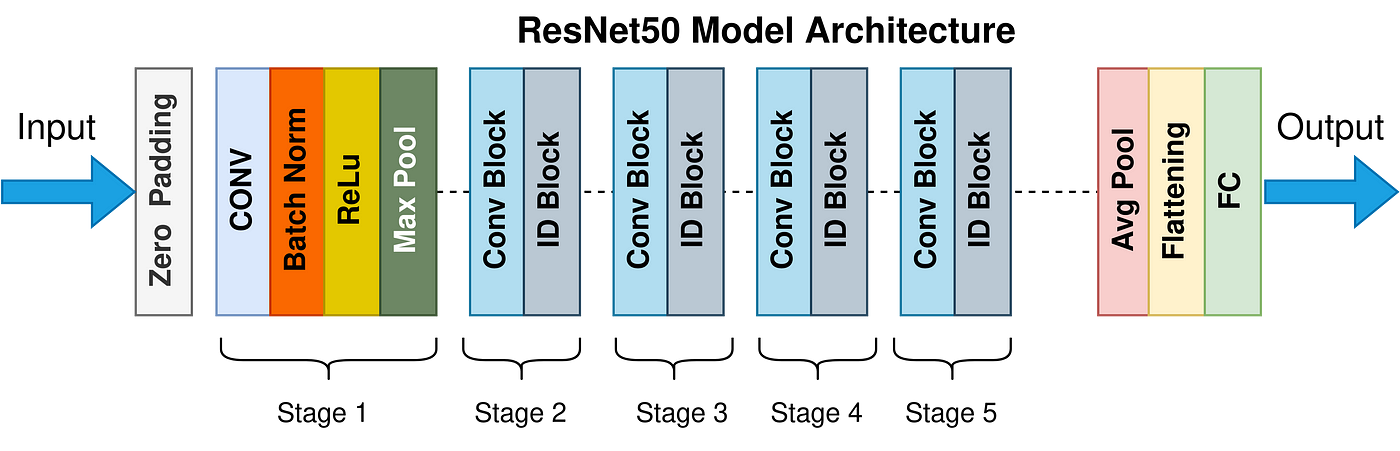 ResNet50 Model Architecture
Input
Zero Padding
CONV
Batch Norm
ReLu
Max Pool
Conv Block
ID Block
Conv Block
ID Block
Conv Block
ID Block
Conv Block
ID Block
Avg Pool
Flattening
FC
Output
Stage 1
Stage 2
Stage 3
Stage 4
Stage 5